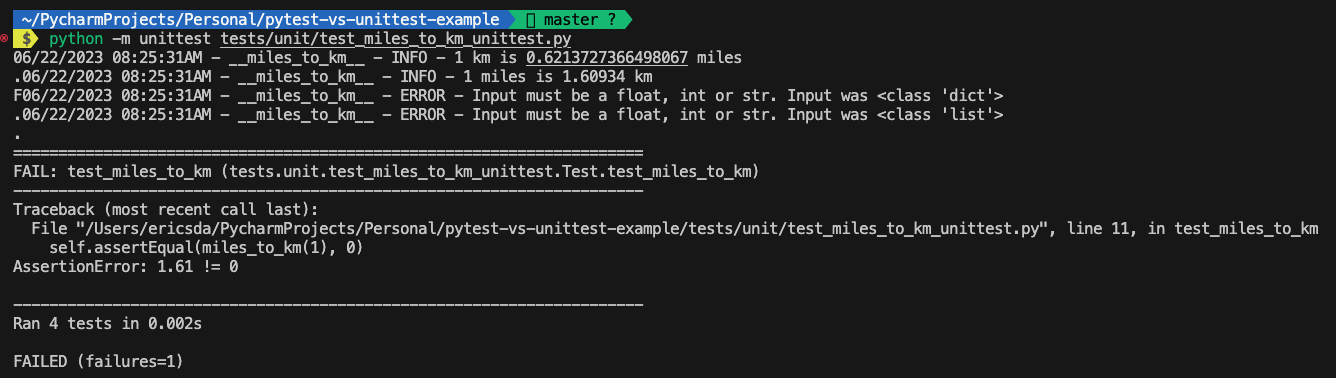 ~/PycharmProjects/Personal/pytest-vs-unittest-example master ?
$ python -m unittest tests/unit/test_miles_to_km_unittest.py
06/22/2023 08:25:31AM - __miles_to_km__ - INFO - 1 km is 0.6213727366498067 miles
.06/22/2023 08:25:31AM - __miles_to_km__ - INFO - 1 miles is 1.60934 km
F06/22/2023 08:25:31AM - __miles_to_km__ - ERROR - Input must be a float, int or str. Input was <class 'dict'>
.06/22/2023 08:25:31AM - __miles_to_km__ - ERROR - Input must be a float, int or str. Input was <class 'list'>
.
======================================================================
FAIL: test_miles_to_km (tests.unit.test_miles_to_km_unittest.Test.test_miles_to_km)
----------------------------------------------------------------------
Traceback (most recent call last):
  File "/Users/ericsda/PycharmProjects/Personal/pytest-vs-unittest-example/tests/unit/test_miles_to_km_unittest.py", line 11, in test_miles_to_km
    self.assertEqual(miles_to_km(1), 0)
AssertionError: 1.61 != 0
----------------------------------------------------------------------
Ran 4 tests in 0.002s
FAILED (failures=1)